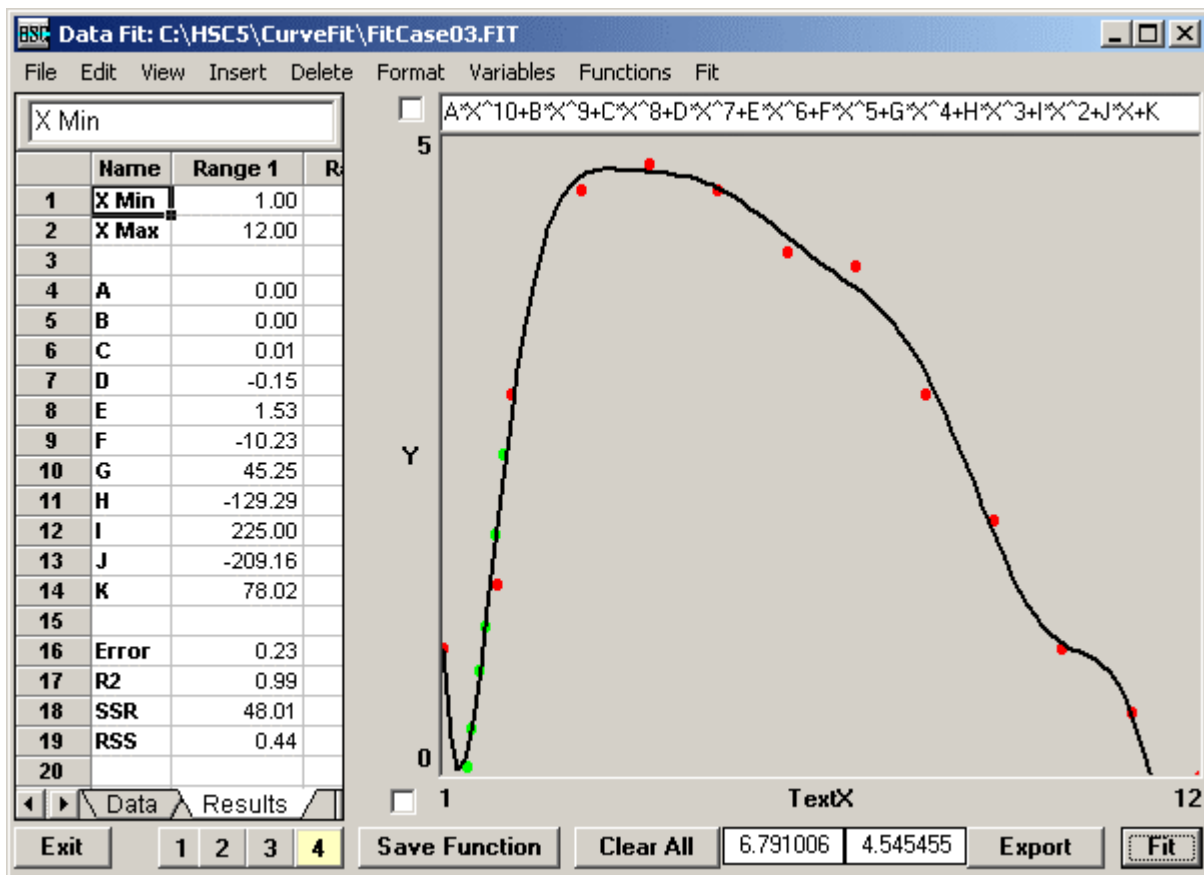 HSC Data Fit: C:\HSC5\CurveFit\FitCase03.FIT
File Edit View Insert Delete Format Variables Functions Fit
X Min
A*X^10+B*X^9+C*X^8+D*X^7+E*X^6+F*X^5+G*X^4+H*X^3+I*X^2+J*X+K
Name Range 1 R
1 X Min 1.00
2 X Max 12.00
3
4 A 0.00
5 B 0.00
6 C 0.01
7 D -0.15
8 E 1.53
9 F -10.23
10 G 45.25
11 H -129.29
12 I 225.00
13 J -209.16
14 K 78.02
15
16 Error 0.23
17 R2 0.99
18 SSR 48.01
19 RSS 0.44
20
Data Results
5
Y
0
1 TextX 12
Exit 1 2 3 4 Save Function Clear All 6.791006 4.545455 Export Fit